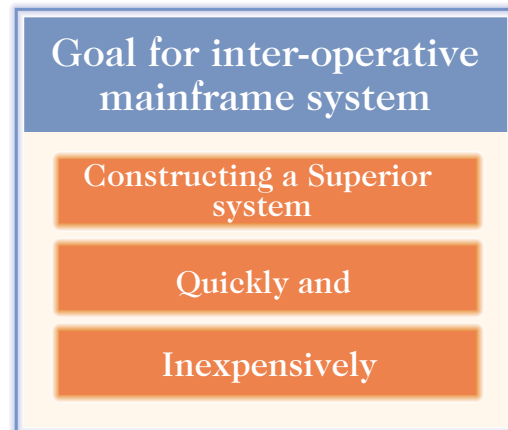 Goal for inter-operative
mainframe system
Constructing a Superior
system
Quickly and
Inexpensively